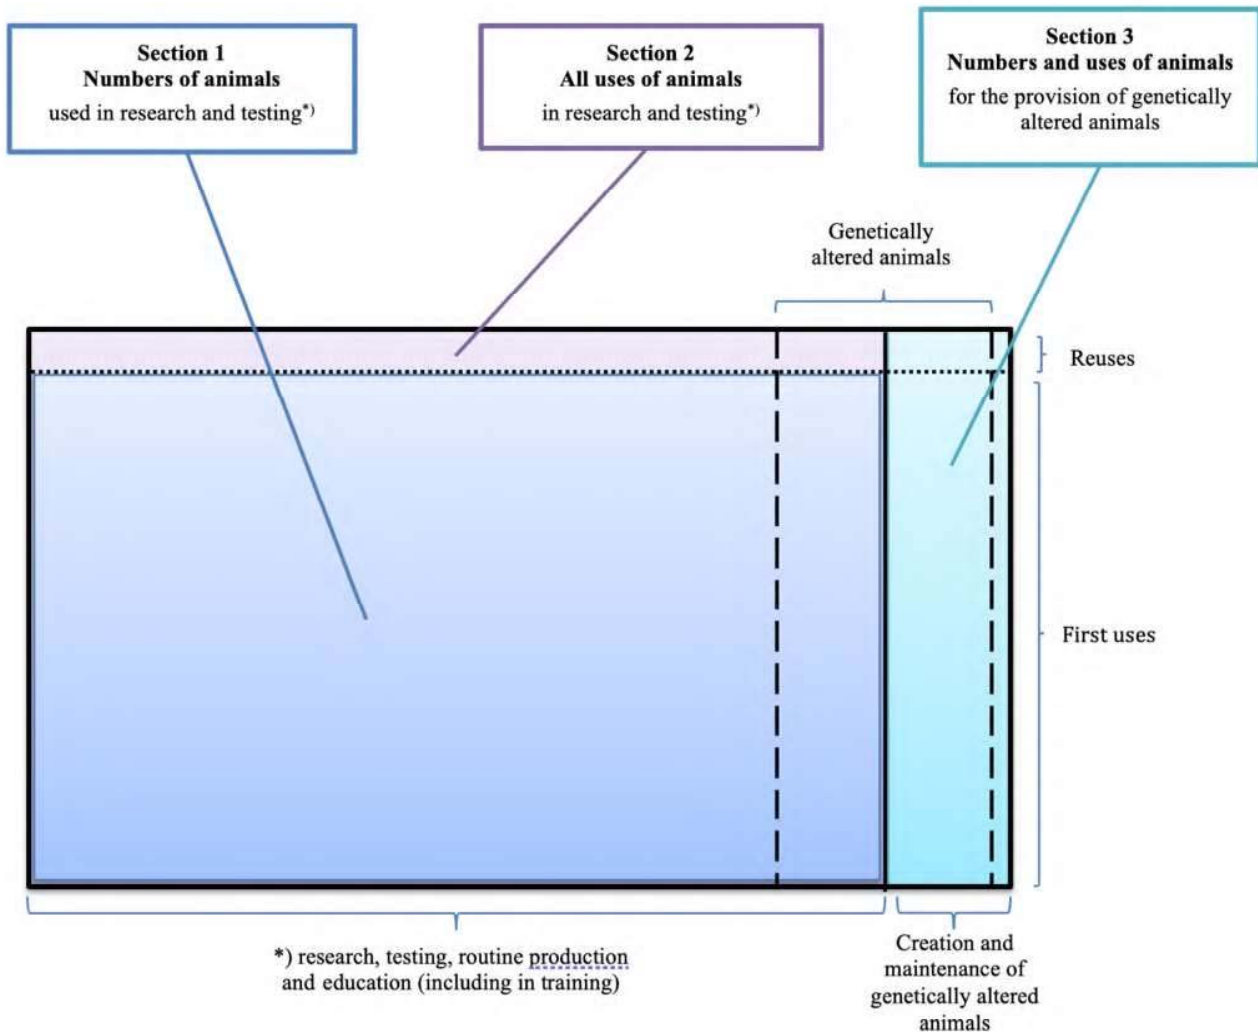 Section 1
Numbers of animals
used in research and testing*)
Section 2
All uses of animals
in research and testing*)
Section 3
Numbers and uses of animals
for the provision of genetically
altered animals
Genetically
altered animals
Reuses
First uses
*) research, testing, routine production
and education (including in training)
Creation and
maintenance of
genetically altered
animals